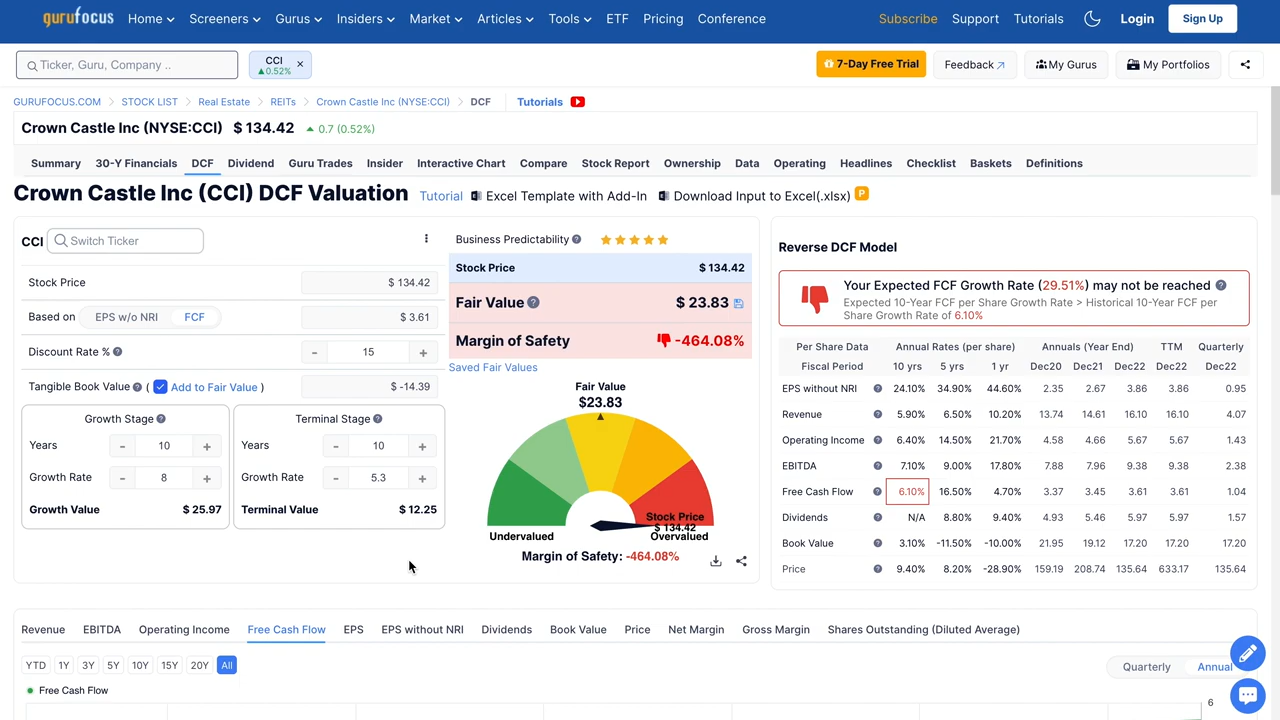 gurufocus Home Screeners Gurus Insiders Market Articles Tools ETF Pricing Conference Subscribe Support Tutorials Login Sign Up
Ticker, Guru, Company .. CCI ▲0.52% × 7-Day Free Trial Feedback My Gurus My Portfolios
GURUFOCUS.COM > STOCK LIST > Real Estate > REITs > Crown Castle Inc (NYSE:CCI) > DCF Tutorials
Crown Castle Inc (NYSE:CCI) $ 134.42 ▲ 0.7 (0.52%)
Summary 30-Y Financials DCF Dividend Guru Trades Insider Interactive Chart Compare Stock Report Ownership Data Operating Headlines Checklist Baskets Definitions
Crown Castle Inc (CCI) DCF Valuation Tutorial Excel Template with Add-In Download Input to Excel(.xlsx) P
CCI Switch Ticker
Stock Price $ 134.42
Based on EPS w/o NRI FCF $ 3.61
Discount Rate % - 15 +
Tangible Book Value ( Add to Fair Value ) $ -14.39
Growth Stage
Years - 10 +
Growth Rate - 8 +
Growth Value $ 25.97
Terminal Stage
Years - 10 +
Growth Rate - 5.3 +
Terminal Value $ 12.25
Business Predictability ★★★★★
Stock Price $ 134.42
Fair Value $ 23.83
Margin of Safety -464.08%
Saved Fair Values
Fair Value
$23.83
Stock Price
$ 134.42
Undervalued Overvalued
Margin of Safety: -464.08%
Reverse DCF Model
Your Expected FCF Growth Rate (29.51%) may not be reached
Expected 10-Year FCF per Share Growth Rate > Historical 10-Year FCF per
Share Growth Rate of 6.10%
Per Share Data Annual Rates (per share) Annuals (Year End) TTM Quarterly
Fiscal Period 10 yrs 5 yrs 1 yr Dec20 Dec21 Dec22 Dec22 Dec22
EPS without NRI 24.10% 34.90% 44.60% 2.35 2.67 3.86 3.86 0.95
Revenue 5.90% 6.50% 10.20% 13.74 14.61 16.10 16.10 4.07
Operating Income 6.40% 14.50% 21.70% 4.58 4.66 5.67 5.67 1.43
EBITDA 7.10% 9.00% 17.80% 7.88 7.96 9.38 9.38 2.38
Free Cash Flow 6.10% 16.50% 4.70% 3.37 3.45 3.61 3.61 1.04
Dividends N/A 8.80% 9.40% 4.93 5.46 5.97 5.97 1.57
Book Value 3.10% -11.50% -10.00% 21.95 19.12 17.20 17.20 17.20
Price 9.40% 8.20% -28.90% 159.19 208.74 135.64 633.17 135.64
Revenue EBITDA Operating Income Free Cash Flow EPS EPS without NRI Dividends Book Value Price Net Margin Gross Margin Shares Outstanding (Diluted Average)
YTD 1Y 3Y 5Y 10Y 15Y 20Y All Quarterly Annual
Free Cash Flow
6